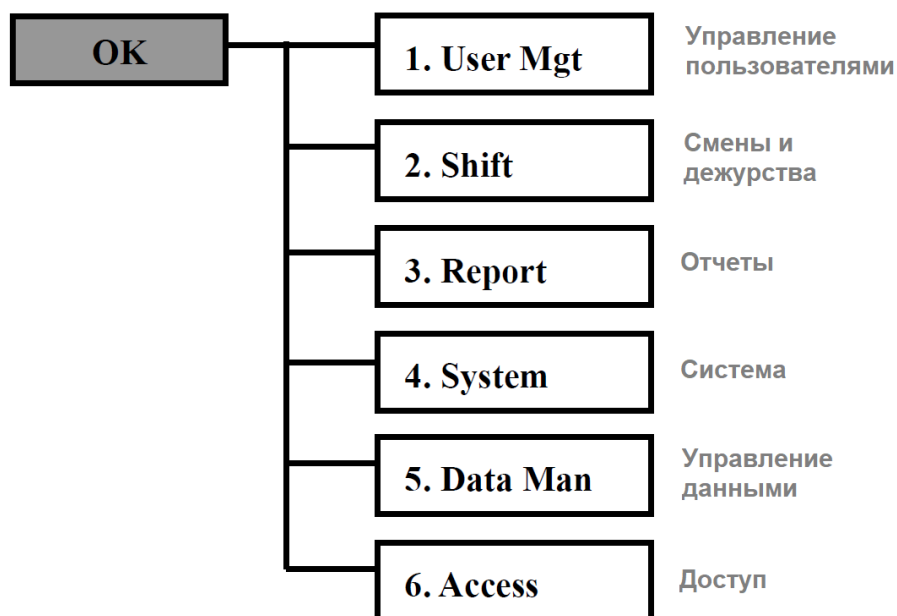 OK
1. User Mgt
Управление
пользователями
2. Shift
Смены и
дежурства
3. Report
Отчеты
4. System
Система
5. Data Man
Управление
данными
6. Access
Доступ